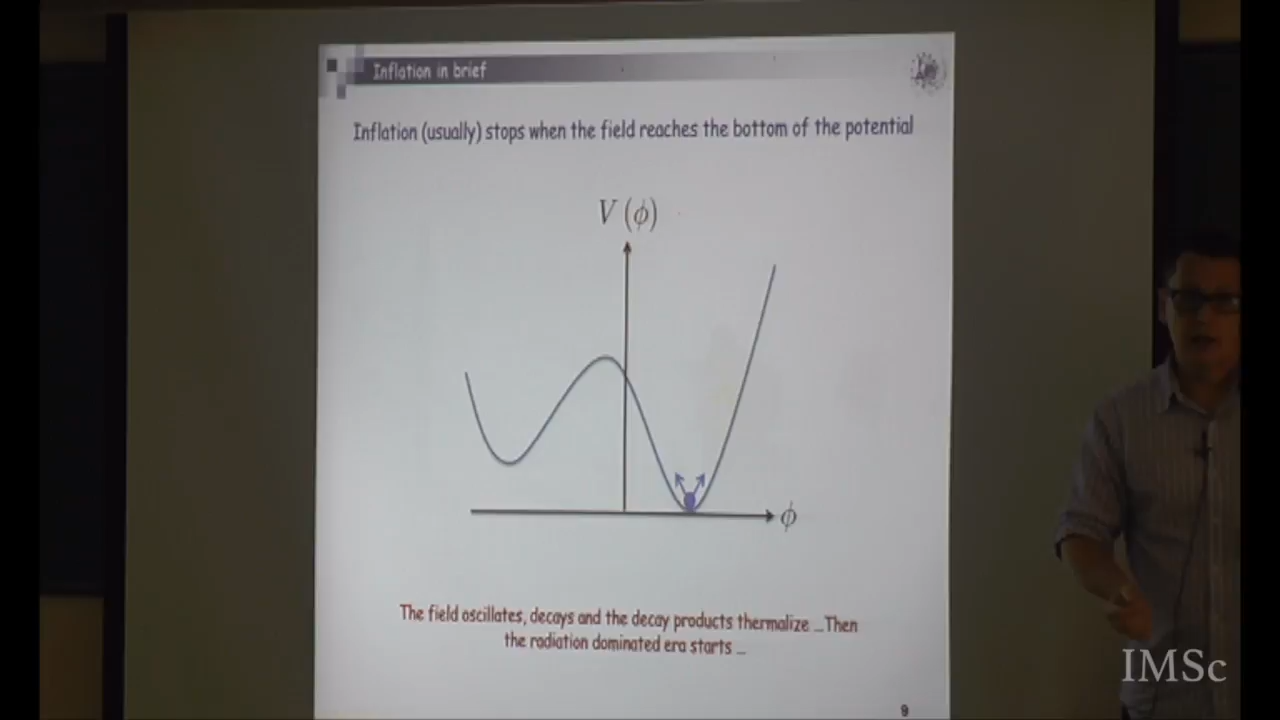 Inflation in brief
Inflation (usually) stops when the field reaches the bottom of the potential
V (ϕ)
ϕ
The field oscillates, decays and the decay products thermalize ...Then
the radiation dominated era starts ...
9
IMSc